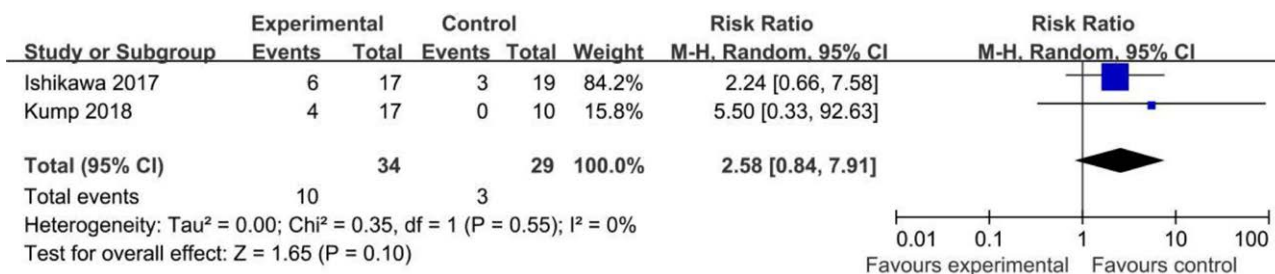 Experimental Control Risk Ratio Risk Ratio
Study or Subgroup Events Total Events Total Weight M-H, Random, 95% CI M-H, Random, 95% CI
Ishikawa 2017 6 17 3 19 84.2% 2.24 [0.66, 7.58]
Kump 2018 4 17 0 10 15.8% 5.50 [0.33, 92.63]
Total (95% CI) 34 29 100.0% 2.58 [0.84, 7.91]
Total events 10 3
Heterogeneity: Tau² = 0.00; Chi² = 0.35, df = 1 (P = 0.55); I² = 0%
Test for overall effect: Z = 1.65 (P = 0.10)
0.01 0.1 1 10 100
Favours experimental Favours control